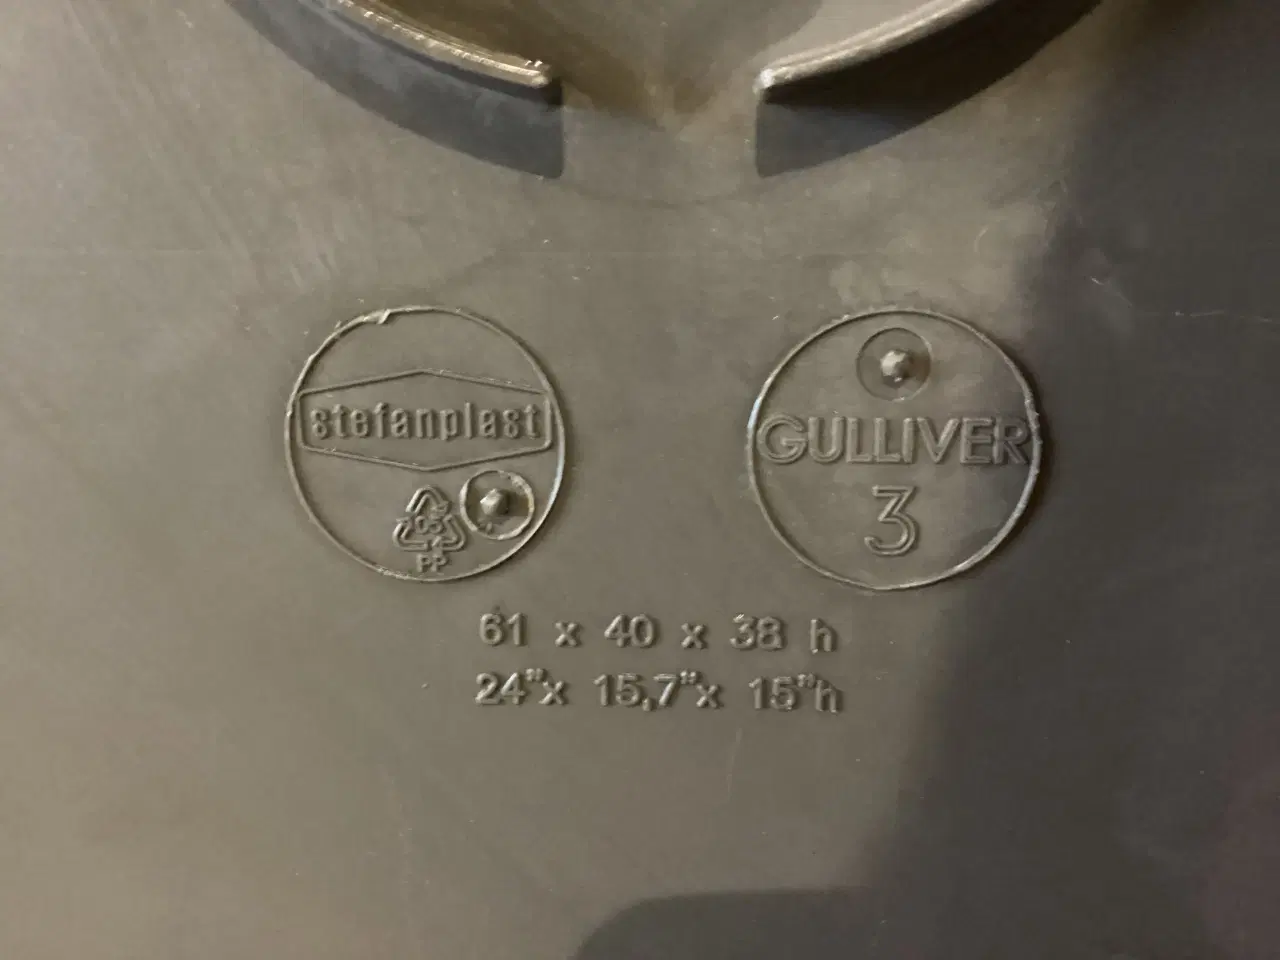 stefanplast
05
PP
GULLIVER
3
61 x 40 x 38 h
24"x 15,7"x 15"h